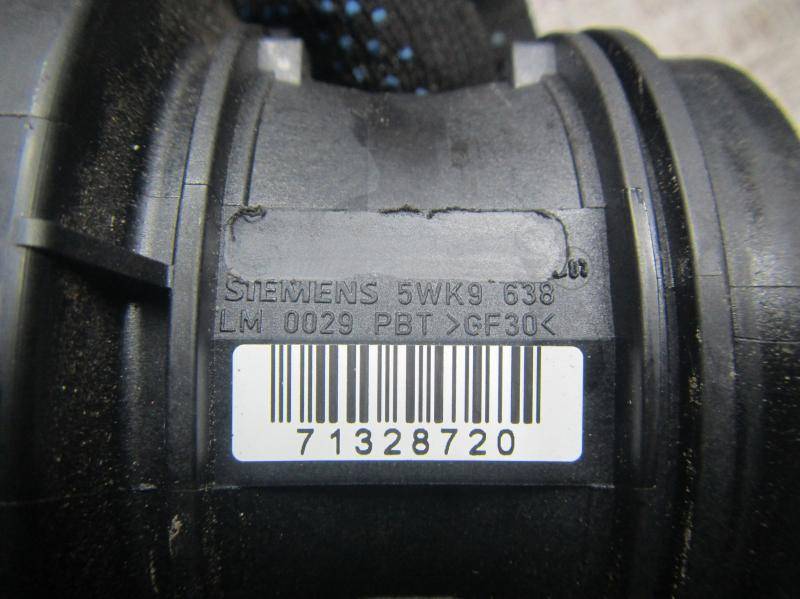 SIEMENS 5WK9 638
LM 0029 PBT >GF30<
71328720